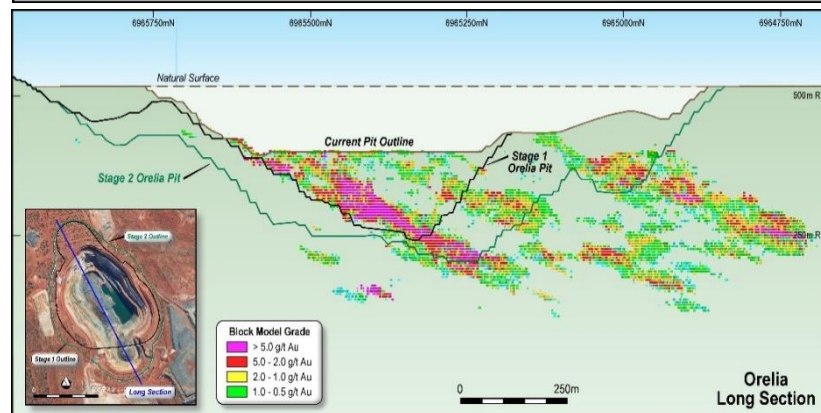 6965750mN 6965500mN 6965250mN 6965000mN 6964750mN
Natural Surface
500m R
Current Pit Outline
Stage 1
Orelia Pit
Stage 2 Orelia Pit
250m R
Stage 2 Outline
Stage 1 Outline
Long Section
Block Model Grade
> 5.0 g/t Au
5.0 - 2.0 g/t Au
2.0 - 1.0 g/t Au
1.0 - 0.5 g/t Au
0 250m
Orelia
Long Section